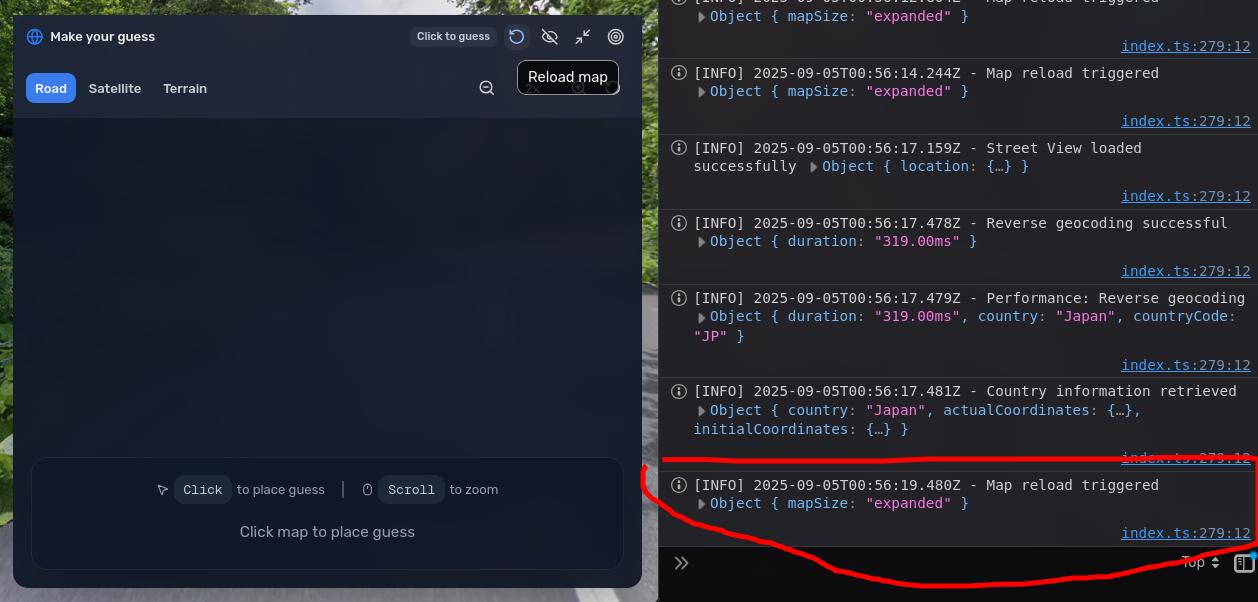 Make your guess
Click to guess
Reload map
Road
Satellite
Terrain
2x
Click to place guess
Scroll to zoom
Click map to place guess
Object { mapSize: "expanded" }
index.ts:279:12
[INFO] 2025-09-05T00:56:14.244Z - Map reload triggered
Object { mapSize: "expanded" }
index.ts:279:12
[INFO] 2025-09-05T00:56:17.159Z - Street View loaded
successfully Object { location: {…} }
index.ts:279:12
[INFO] 2025-09-05T00:56:17.478Z - Reverse geocoding successful
Object { duration: "319.00ms" }
index.ts:279:12
[INFO] 2025-09-05T00:56:17.479Z - Performance: Reverse geocoding
Object { duration: "319.00ms", country: "Japan", countryCode:
"JP" }
index.ts:279:12
[INFO] 2025-09-05T00:56:17.481Z - Country information retrieved
Object { country: "Japan", actualCoordinates: {…},
initialCoordinates: {…} }
index.ts:279:12
[INFO] 2025-09-05T00:56:19.480Z - Map reload triggered
Object { mapSize: "expanded" }
index.ts:279:12
Top